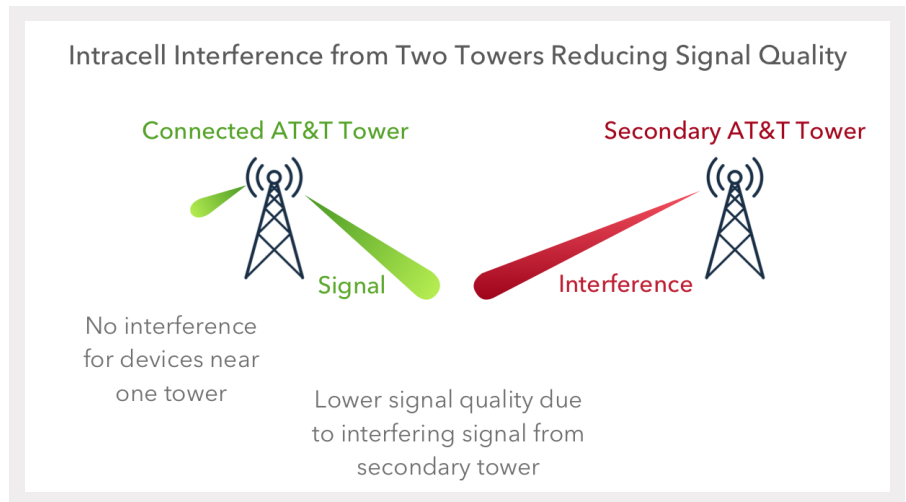 Intracell Interference from Two Towers Reducing Signal Quality
Connected AT&T Tower
Secondary AT&T Tower
Signal
Interference
No interference
for devices near
one tower
Lower signal quality due
to interfering signal from
secondary tower